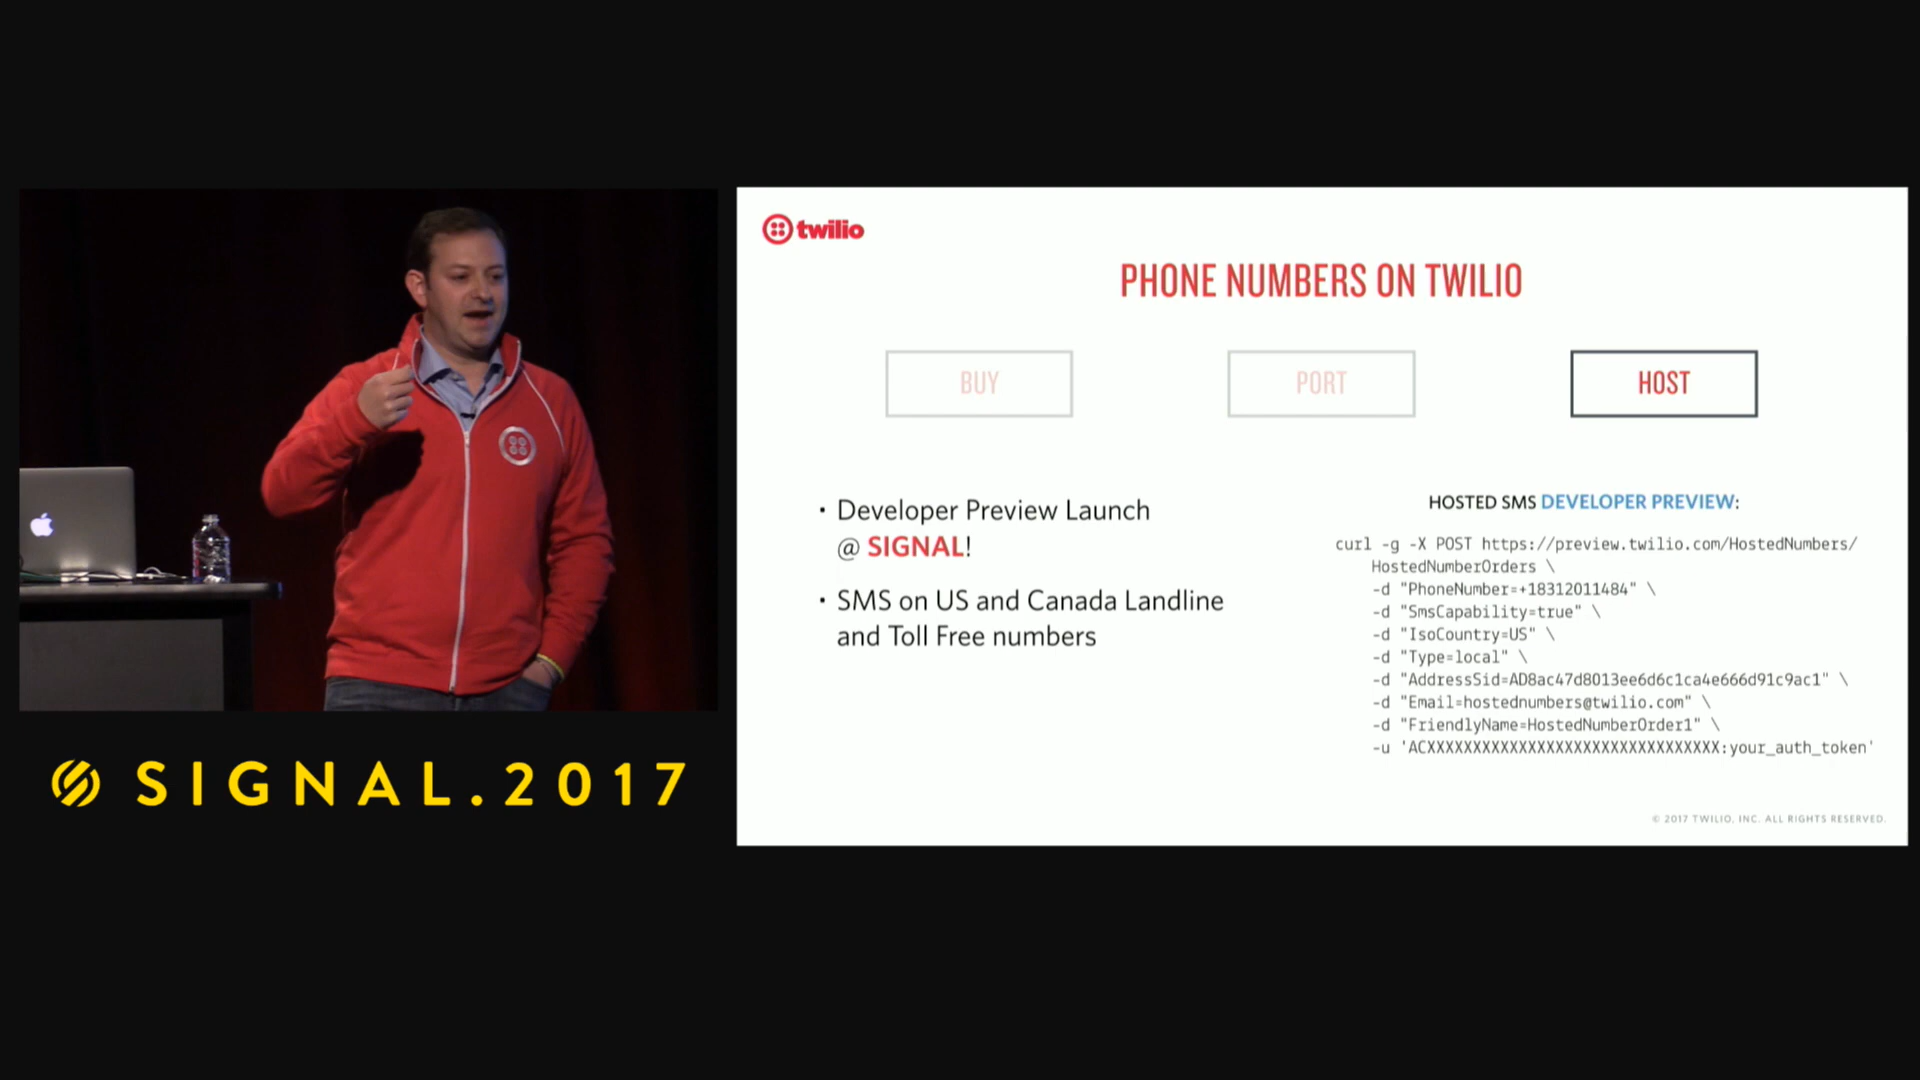 twilio
PHONE NUMBERS ON TWILIO
BUY
PORT
HOST
· Developer Preview Launch
@ SIGNAL!
· SMS on US and Canada Landline
and Toll Free numbers
HOSTED SMS DEVELOPER PREVIEW:
curl -g -X POST https://preview.twilio.com/HostedNumbers/
HostedNumberOrders \
-d "PhoneNumber=+18312011484" \
-d "SmsCapability=true" \
-d "IsoCountry=US" \
-d "Type=local" \
-d "AddressSid=AD8ac47d8013ee6d6c1ca4e666d91c9ac1" \
-d "Email=hostednumbers@twilio.com" \
-d "FriendlyName=HostedNumberOrder1" \
-u 'ACXXXXXXXXXXXXXXXXXXXXXXXXXXXXXXXX:your_auth_token'
© 2017 TWILIO, INC. ALL RIGHTS RESERVED.
SIGNAL.2017